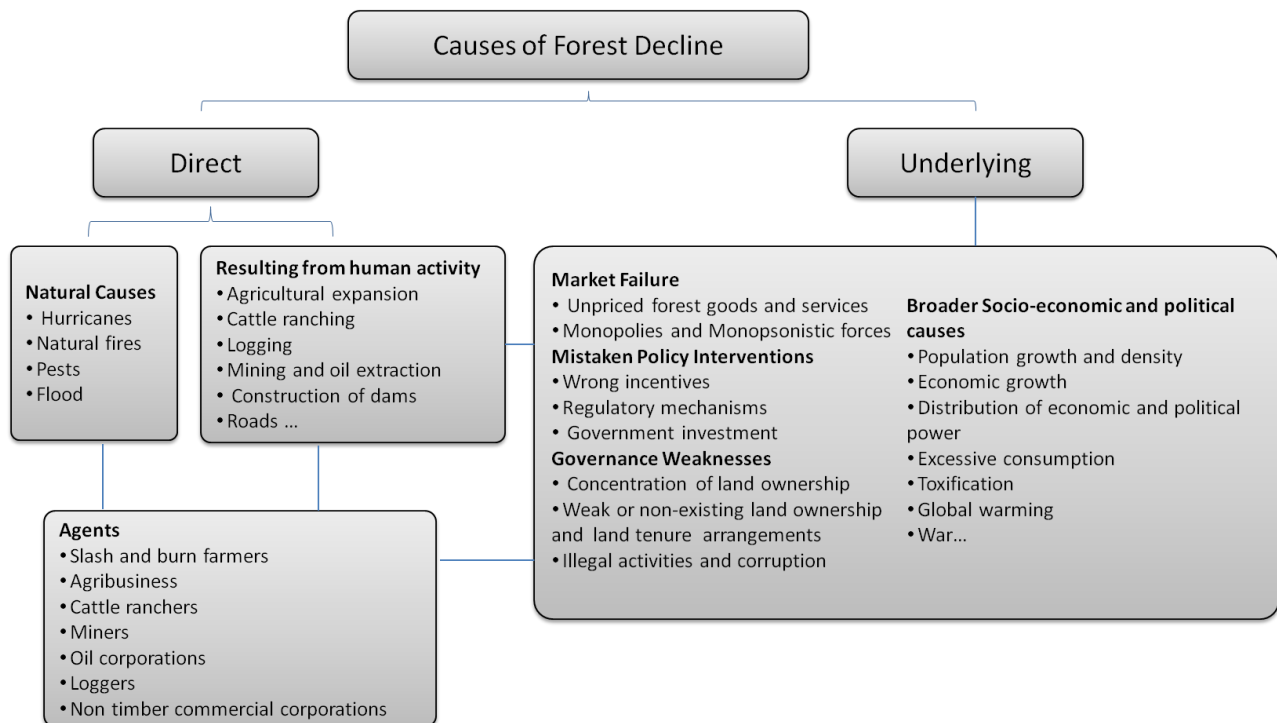 Causes of Forest Decline
Direct
Underlying
Natural Causes
• Hurricanes
• Natural fires
• Pests
• Flood
Resulting from human activity
• Agricultural expansion
• Cattle ranching
• Logging
• Mining and oil extraction
• Construction of dams
• Roads ...
Market Failure
• Unpriced forest goods and services
• Monopolies and Monopsonistic forces
Mistaken Policy Interventions
• Wrong incentives
• Regulatory mechanisms
• Government investment
Governance Weaknesses
• Concentration of land ownership
• Weak or non-existing land ownership
and land tenure arrangements
• Illegal activities and corruption
Broader Socio-economic and political
causes
• Population growth and density
• Economic growth
• Distribution of economic and political
power
• Excessive consumption
• Toxification
• Global warming
• War...
Agents
• Slash and burn farmers
• Agribusiness
• Cattle ranchers
• Miners
• Oil corporations
• Loggers
• Non timber commercial corporations